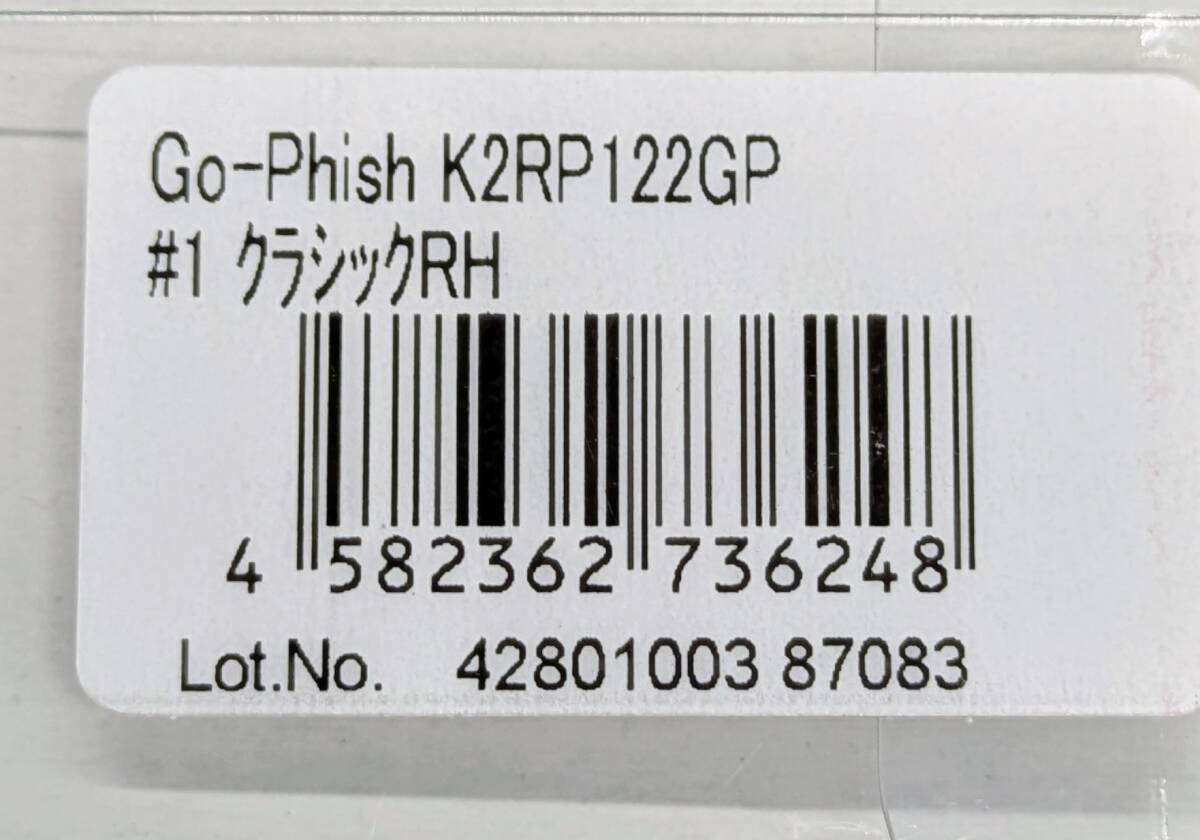 Go-Phish K2RP122GP
#1 ｸﾗｼｯｸRH
4 582362 736248
Lot.No. 42801003 87083